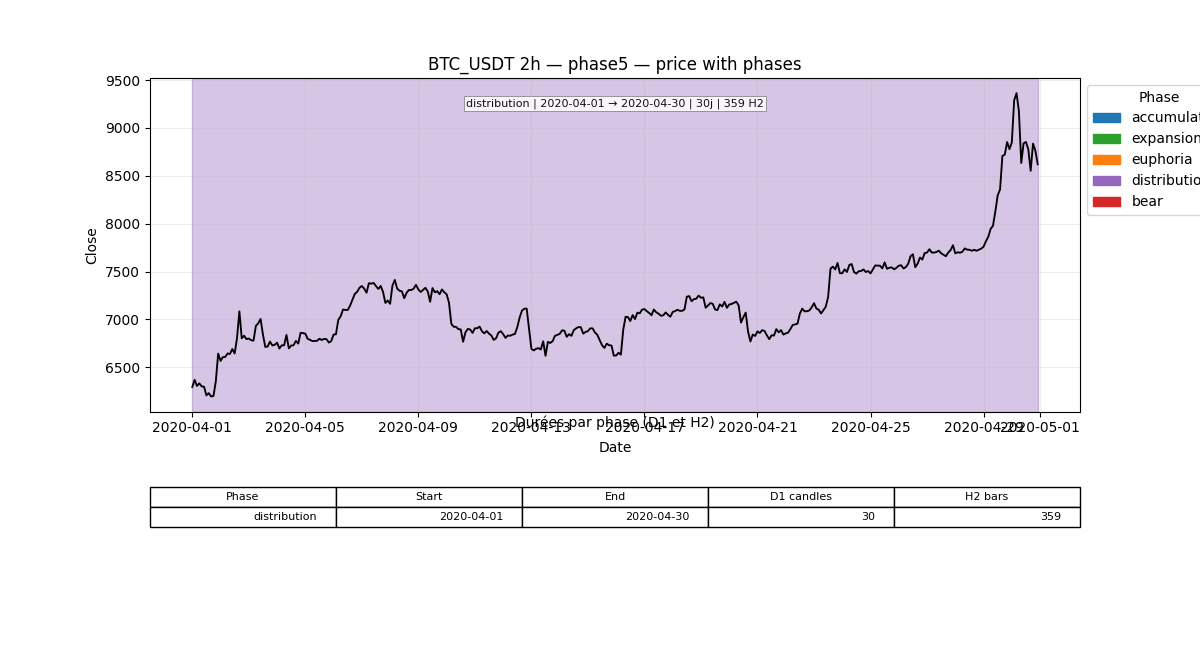 BTC_USDT 2h — phase5 — price with phases
9500
9000
8500
8000
7500
7000
6500
Close
distribution | 2020-04-01 → 2020-04-30 | 30j | 359 H2
Phase
accumulat
expansion
euphoria
distributio
bear
Durées par phase (D1 et H2)
2020-04-01 2020-04-05 2020-04-09 2020-04-13 2020-04-17 2020-04-21 2020-04-25 2020-04-29 2020-05-01
Date
Phase Start End D1 candles H2 bars
distribution 2020-04-01 2020-04-30 30 359